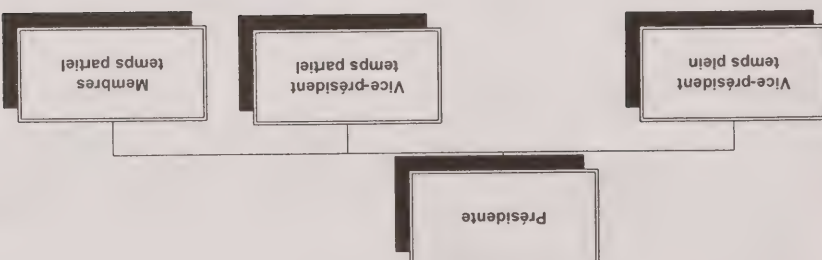 Présidente
Vice-président
temps plein
Vice-président
temps partiel
Membres
temps partiel